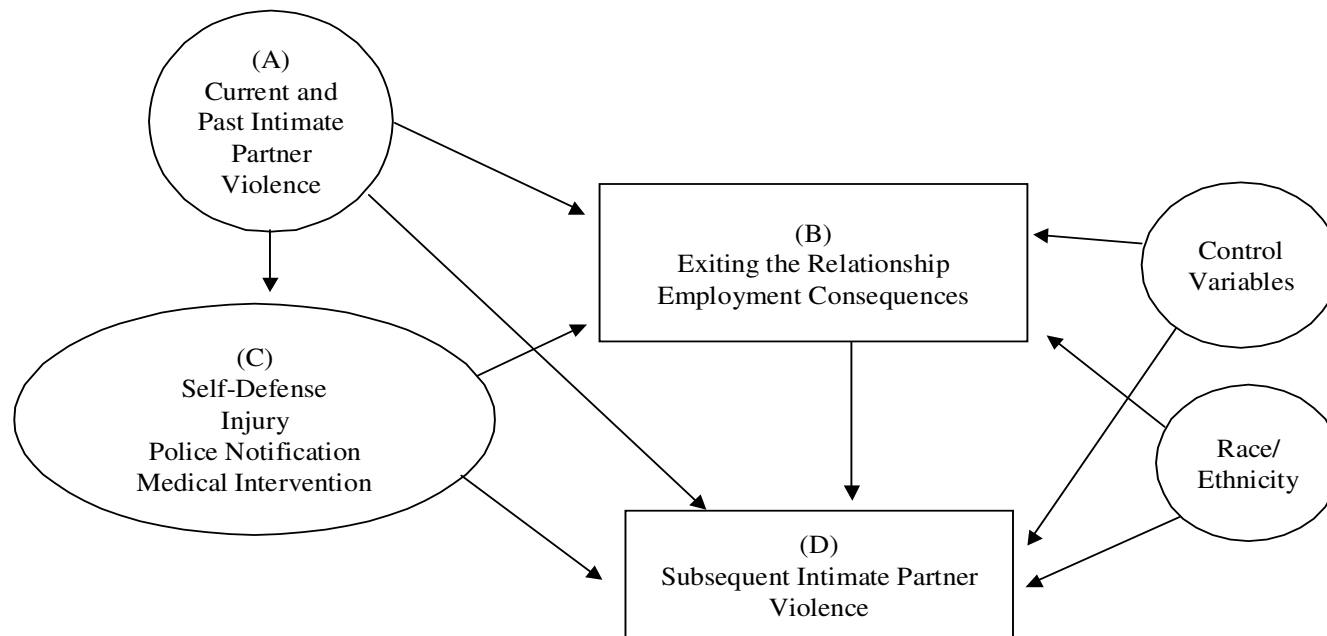 (A)
Current and
Past Intimate
Partner
Violence
(B)
Exiting the Relationship
Employment Consequences
Control
Variables
(C)
Self-Defense
Injury
Police Notification
Medical Intervention
Race/
Ethnicity
(D)
Subsequent Intimate Partner
Violence